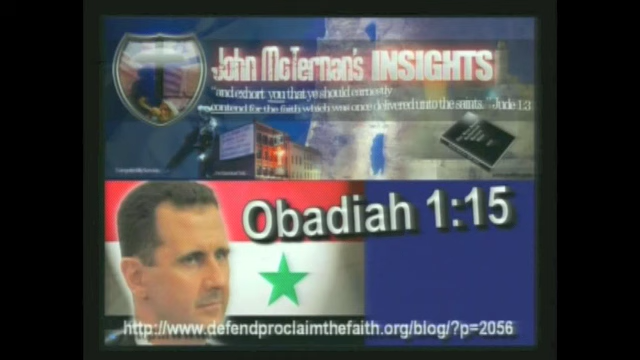 John McTernan's INSIGHTS
"and exhort you that ye should earnestly
contend for the faith which was once delivered unto the saints. Jude 1:3
Obadiah 1:15
http://www.defendproclaimthefaith.org/blog/?p=2056